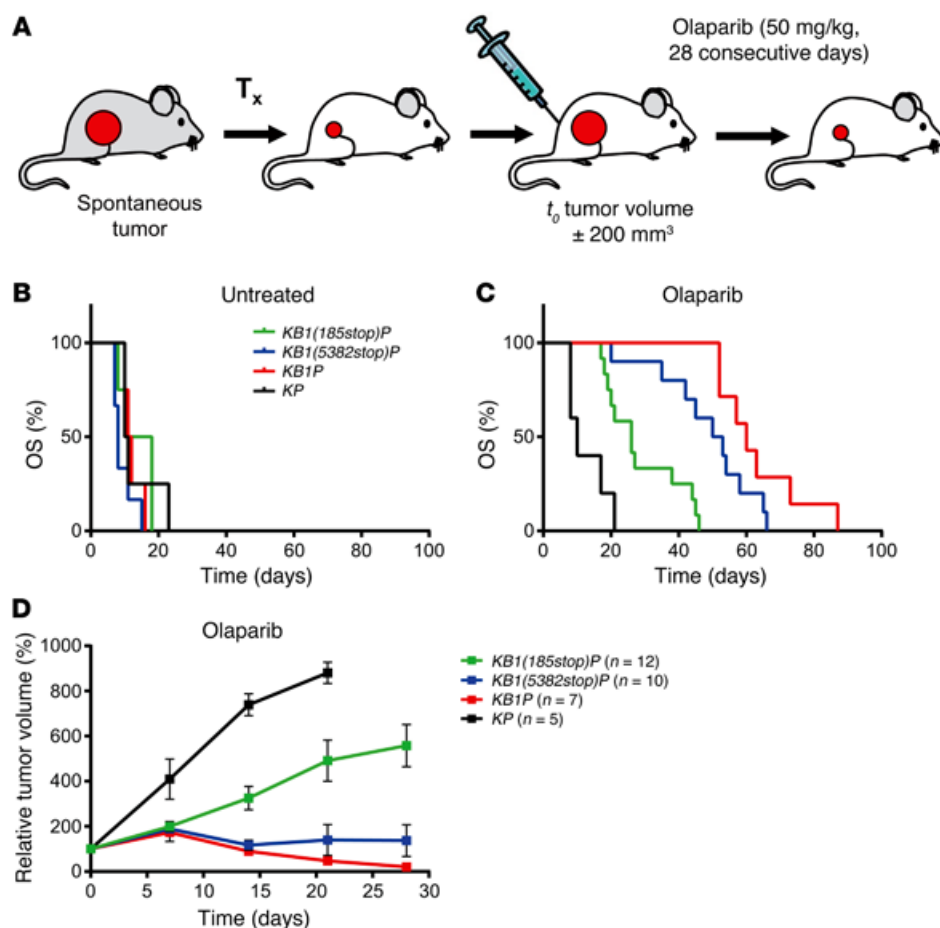 A
Olaparib (50 mg/kg,
28 consecutive days)
Tx
Spontaneous
tumor
t0 tumor volume
± 200 mm³
B
Untreated
KB1(185stop)P
KB1(5382stop)P
KB1P
KP
OS (%)
100
50
0
0 20 40 60 80 100
Time (days)
C
Olaparib
OS (%)
100
50
0
0 20 40 60 80 100
Time (days)
D
Olaparib
Relative tumor volume (%)
1000
800
600
400
200
0
0 5 10 15 20 25 30
Time (days)
KB1(185stop)P (n = 12)
KB1(5382stop)P (n = 10)
KB1P (n = 7)
KP (n = 5)